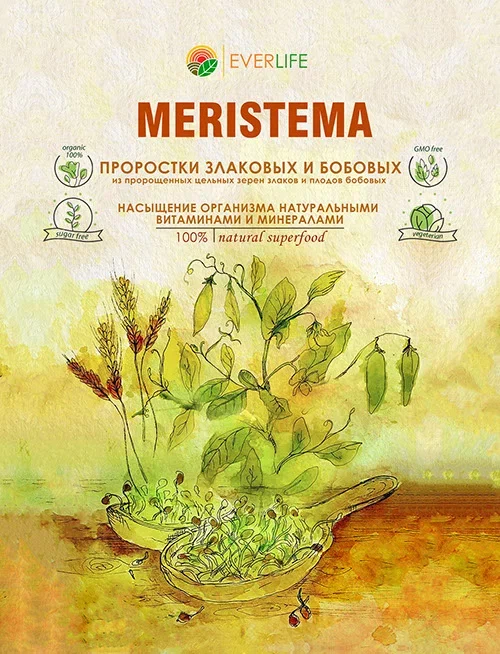 EVERLIFE
MERISTEMA
organic
100%
GMO free
ПРОРОСТКИ ЗЛАКОВЫХ И БОБОВЫХ
из пророщенных цельных зерен злаков и плодов бобовых
НАСЫЩЕНИЕ ОРГАНИЗМА НАТУРАЛЬНЫМИ
ВИТАМИНАМИ И МИНЕРАЛАМИ
sugar free
vegeterian
100% | natural superfood